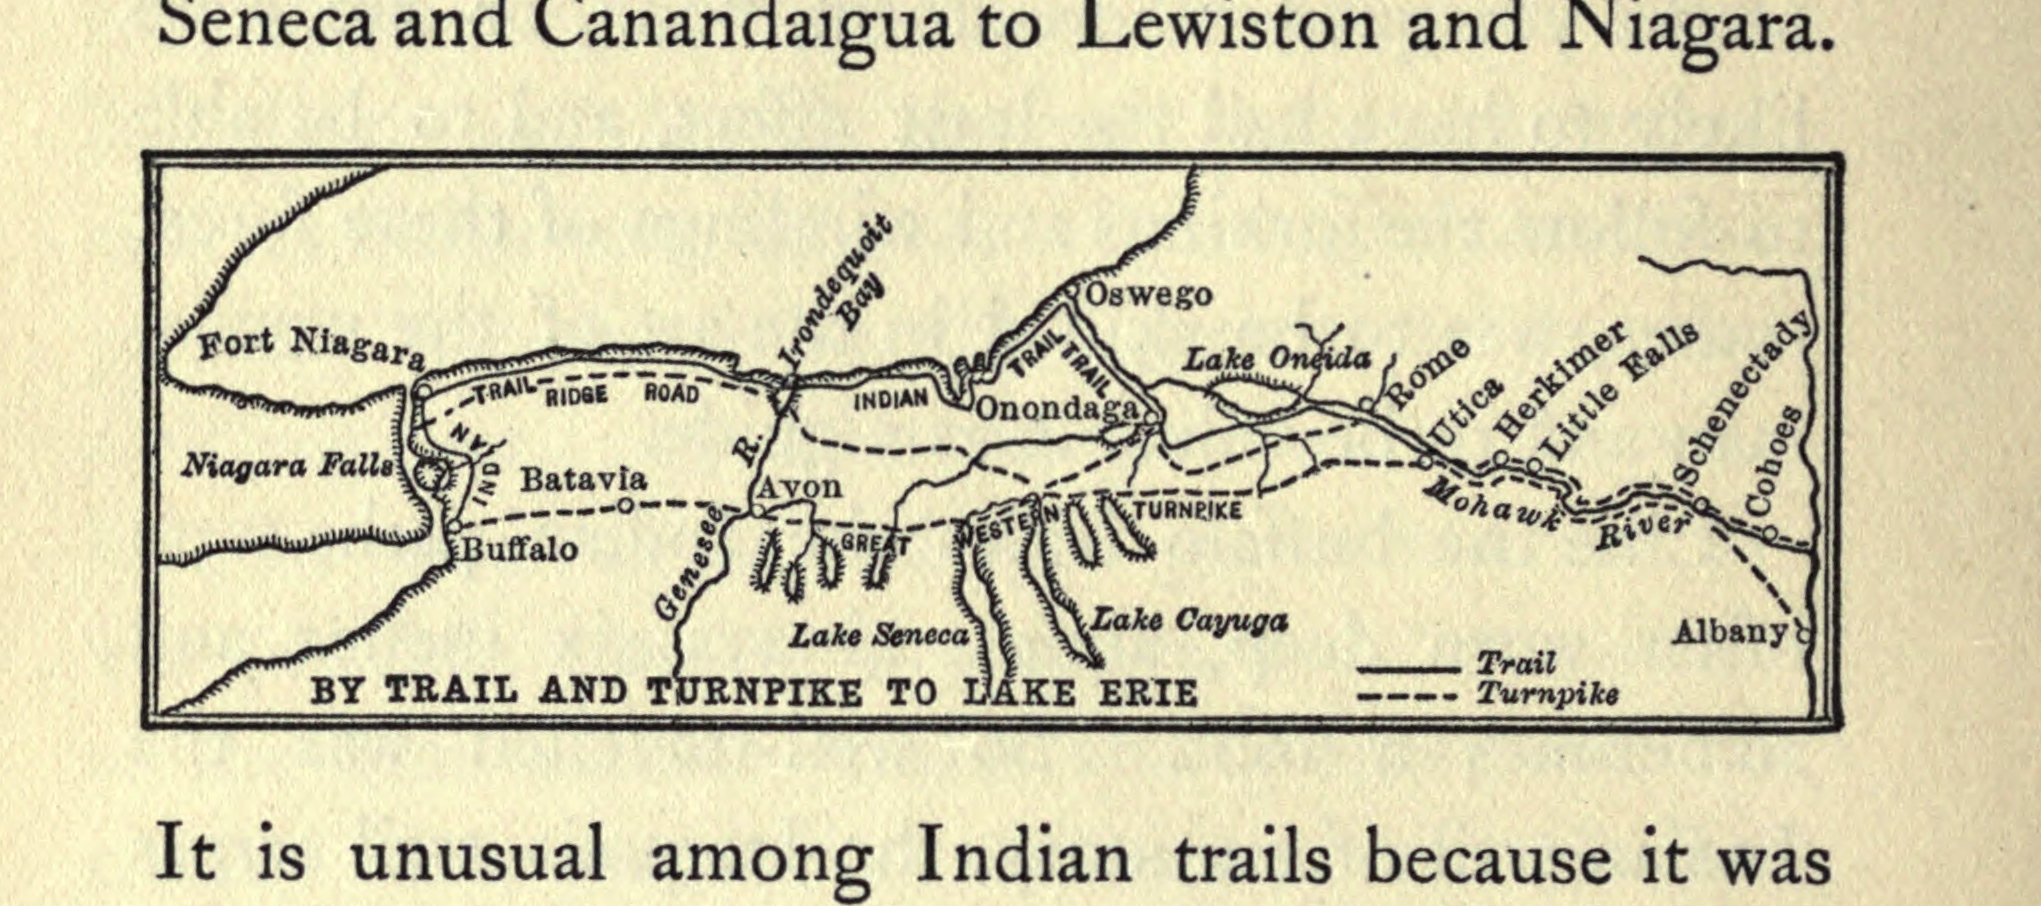 Seneca and Canandaigua to Lewiston and Niagara.
Irondequoit
Bay
Oswego
Fort Niagara
TRAIL
TRAIL
Lake Oneida
Rome
Utica
Herkimer
Little Falls
Schenectady
Cohoes
TRAIL
RIDGE ROAD
INDIAN
Onondaga
Niagara Falls
IND
AN
Batavia
R.
Avon
Genesee
Buffalo
GREAT
WESTERN
TURNPIKE
Mohawk
River
Lake Seneca
Lake Cayuga
Albany
BY TRAIL AND TURNPIKE TO LAKE ERIE
Trail
Turnpike
It is unusual among Indian trails because it was